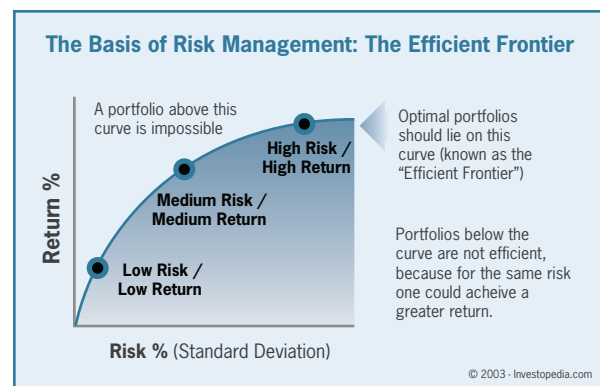 The Basis of Risk Management: The Efficient Frontier
A portfolio above this
curve is impossible
High Risk /
High Return
Medium Risk /
Medium Return
Low Risk /
Low Return
Return %
Risk % (Standard Deviation)
Optimal portfolios
should lie on this
curve (known as the
“Efficient Frontier”)
Portfolios below the
curve are not efficient,
because for the same risk
one could acheive a
greater return.
© 2003 - Investopedia.com